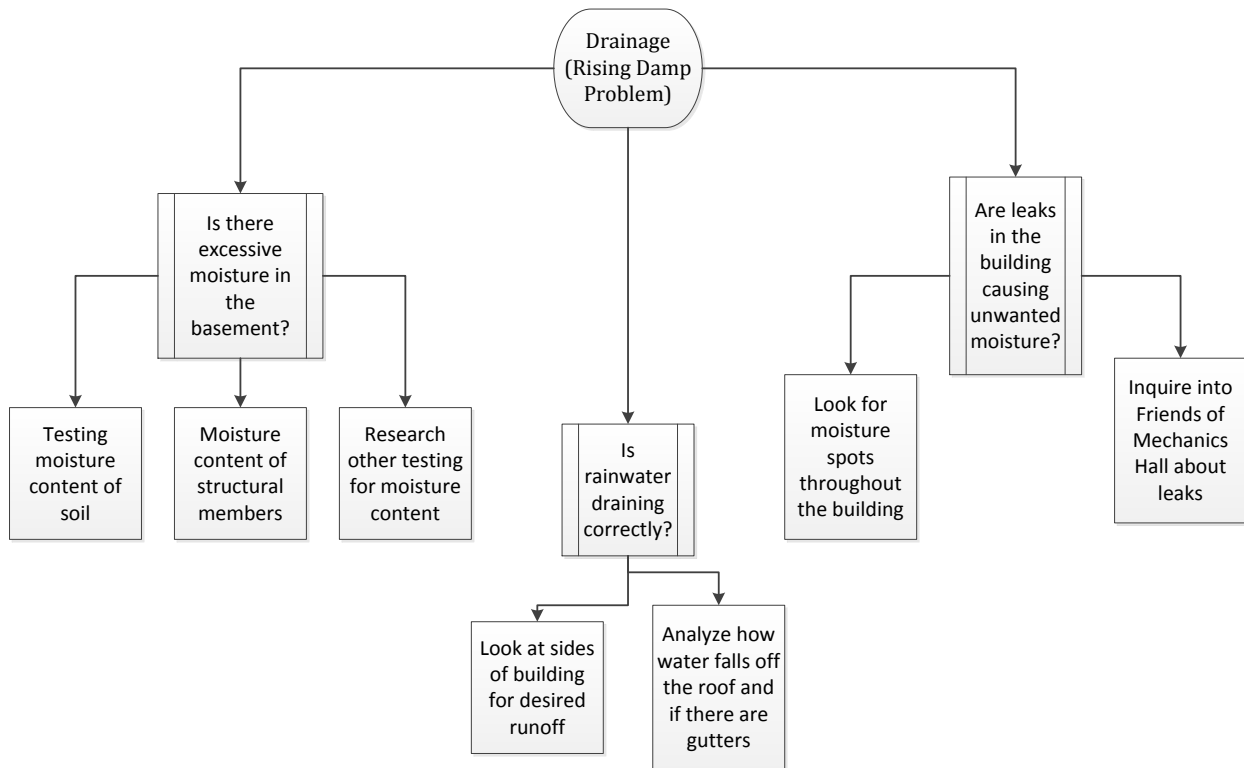 Drainage
(Rising Damp
Problem)
Is there
excessive
moisture in
the
basement?
Are leaks
in the
building
causing
unwanted
moisture?
Testing
moisture
content of
soil
Moisture
content of
structural
members
Research
other testing
for moisture
content
Is
rainwater
draining
correctly?
Look for
moisture
spots
throughout
the building
Inquire into
Friends of
Mechanics
Hall about
leaks
Look at sides
of building
for desired
runoff
Analyze how
water falls off
the roof and
if there are
gutters